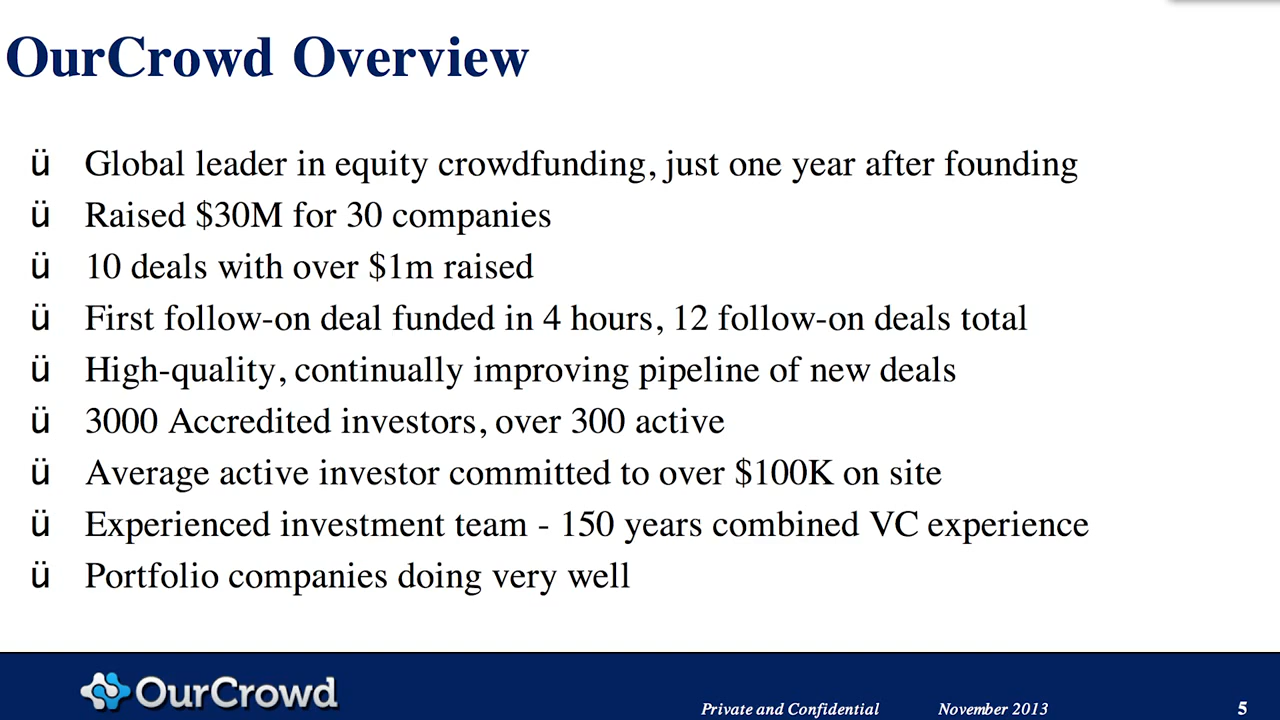 OurCrowd Overview
ü Global leader in equity crowdfunding, just one year after founding
ü Raised $30M for 30 companies
ü 10 deals with over $1m raised
ü First follow-on deal funded in 4 hours, 12 follow-on deals total
ü High-quality, continually improving pipeline of new deals
ü 3000 Accredited investors, over 300 active
ü Average active investor committed to over $100K on site
ü Experienced investment team - 150 years combined VC experience
ü Portfolio companies doing very well
OurCrowd
Private and Confidential November 2013 5